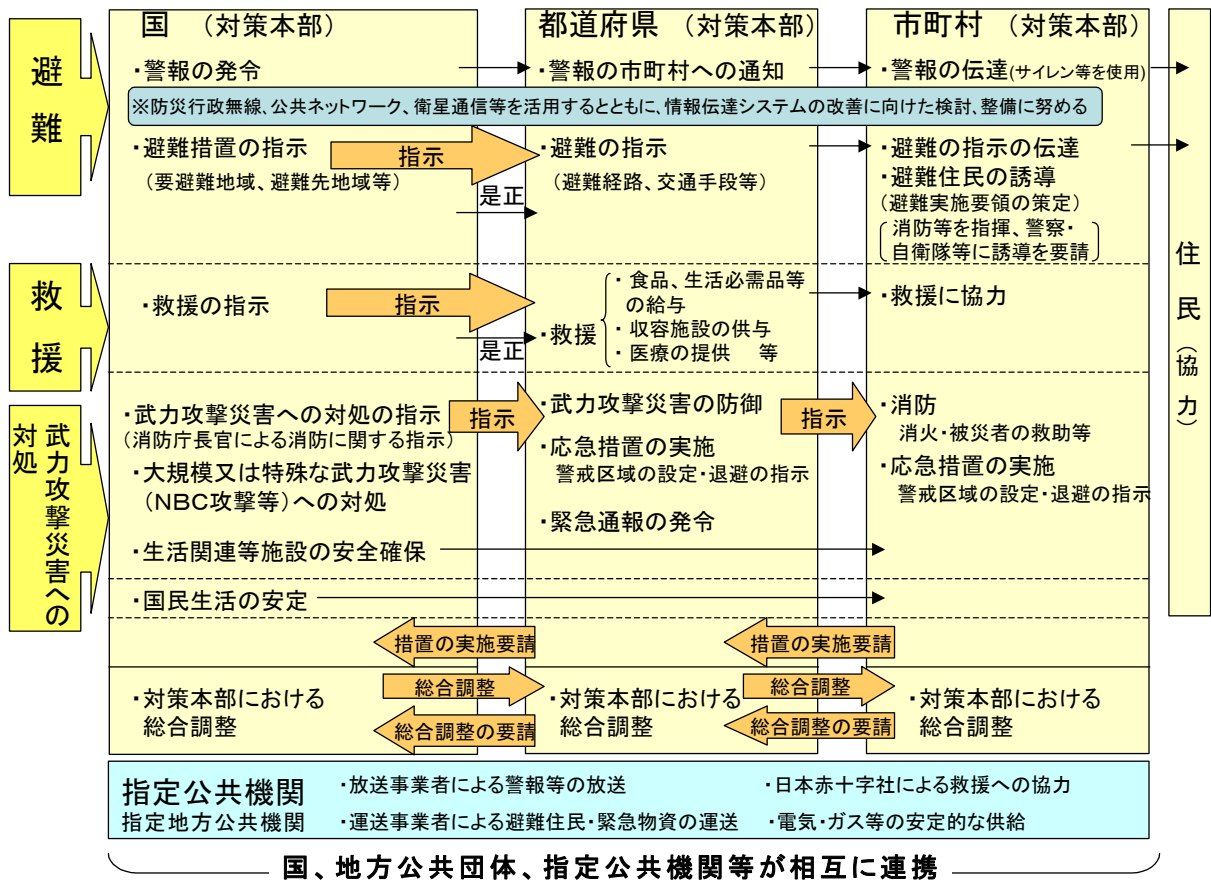 国　（対策本部）
都道府県　（対策本部）
市町村　（対策本部）
避難
・警報の発令
・警報の市町村への通知
・警報の伝達(サイレン等を使用)
※防災行政無線、公共ネットワーク、衛星通信等を活用するとともに、情報伝達システムの改善に向けた検討、整備に努める
・避難措置の指示
（要避難地域、避難先地域等）
指示
是正
・避難の指示
（避難経路、交通手段等）
・避難の指示の伝達
・避難住民の誘導
（避難実施要領の策定）
消防等を指揮、警察・
自衛隊等に誘導を要請
救援
・救援の指示
指示
是正
・救援
・食品、生活必需品等
の給与
・収容施設の供与
・医療の提供　等
・救援に協力
武力攻撃災害への
対処
・武力攻撃災害への対処の指示
（消防庁長官による消防に関する指示）
・大規模又は特殊な武力攻撃災害
（ＮＢＣ攻撃等）への対処
・生活関連等施設の安全確保
指示
・武力攻撃災害の防御
・応急措置の実施
警戒区域の設定・退避の指示
・緊急通報の発令
指示
・消防
消火・被災者の救助等
・応急措置の実施
警戒区域の設定・退避の指示
・国民生活の安定
措置の実施要請
措置の実施要請
・対策本部における
総合調整
総合調整
総合調整の要請
・対策本部における
総合調整
総合調整
総合調整の要請
・対策本部における
総合調整
住民（協力）
指定公共機関
指定地方公共機関
・放送事業者による警報等の放送
・日本赤十字社による救援への協力
・運送事業者による避難住民・緊急物資の運送
・電気・ガス等の安定的な供給
国、地方公共団体、指定公共機関等が相互に連携